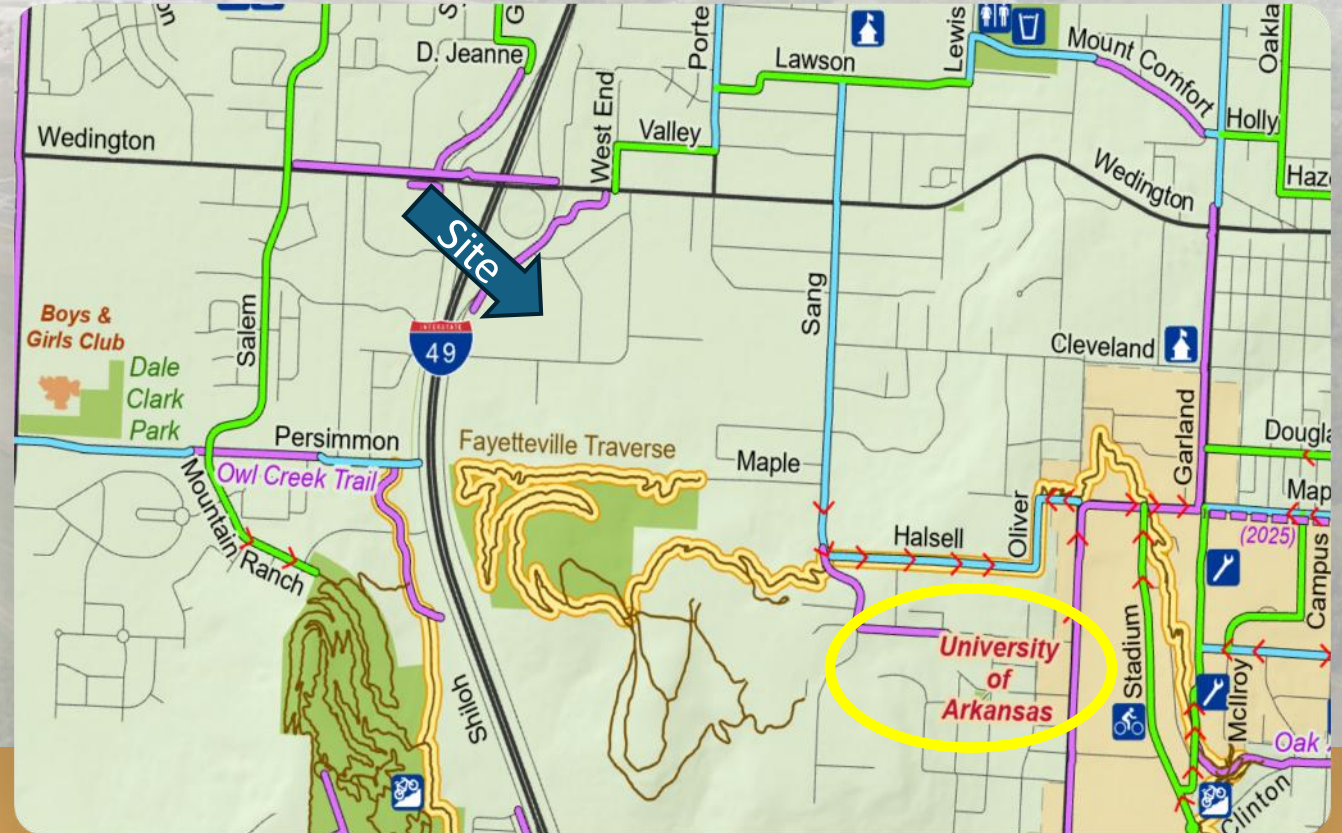 D. Jeanne
Porte
Lawson
Lewis
Mount Comfort
Oakla
Wedington
West End
Valley
Holly
Wedington
Haze
Site
Boys &
Girls Club
Dale
Clark
Park
Salem
INTERSTATE
49
Sang
Cleveland
Garland
Persimmon
Owl Creek Trail
Fayetteville Traverse
Maple
Dougla
Map
(2025)
Mountain Ranch
Halsell
Oliver
Campus
Shiloh
University
of
Arkansas
Stadium
McIlroy
Oak
Clinton